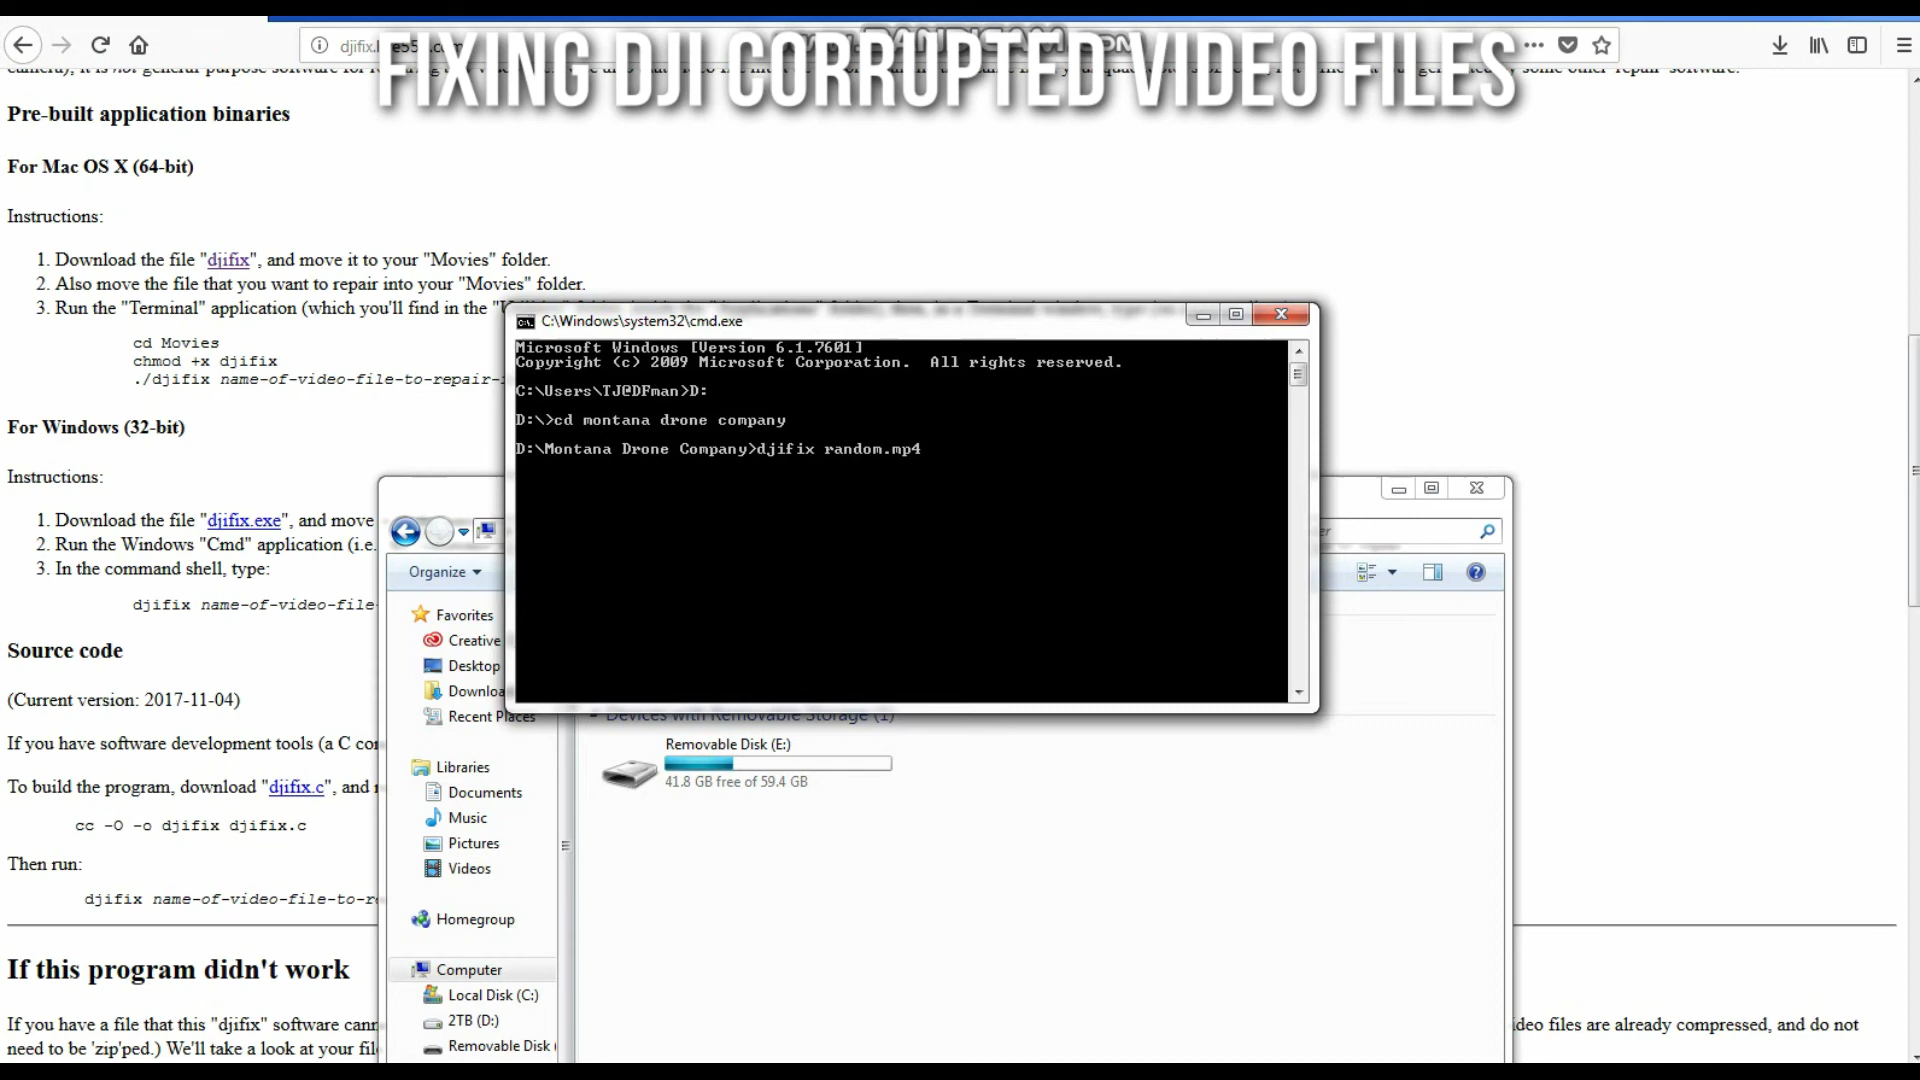 FIXING DJI CORRUPTED VIDEO FILES
Pre-built application binaries
For Mac OS X (64-bit)
Instructions:
1. Download the file "djifix", and move it to your "Movies" folder.
2. Also move the file that you want to repair into your "Movies" folder.
3. Run the "Terminal" application (which you'll find in the
cd Movies
chmod +x djifix
./djifix name-of-video-file-to-repair-
For Windows (32-bit)
Instructions:
1. Download the file "djifix.exe", and move
2. Run the Windows "Cmd" application (i.e.
3. In the command shell, type:
djifix name-of-video-file-
Source code
(Current version: 2017-11-04)
If you have software development tools (a C
To build the program, download "djifix.c", and
cc -O -o djifix djifix.c
Then run:
djifix name-of-video-file-to-
If this program didn't work
If you have a file that this "djifix" software
video files are already compressed, and do not
need to be 'zip'ped.) We'll take a look at your
C:\Windows\system32\cmd.exe
Microsoft Windows [Version 6.1.7601]
Copyright (c) 2009 Microsoft Corporation. All rights reserved.
C:\Users\TJ@DFman>D:
D:\>cd montana drone company
D:\Montana Drone Company>djifix random.mp4
Organize
Favorites
Creative
Desktop
Recent Places
Libraries
Documents
Music
Pictures
Videos
Homegroup
Computer
Local Disk (C:)
2TB (D:)
Removable Disk
Devices with Removable Storage (1)
Removable Disk (E:)
41.8 GB free of 59.4 GB